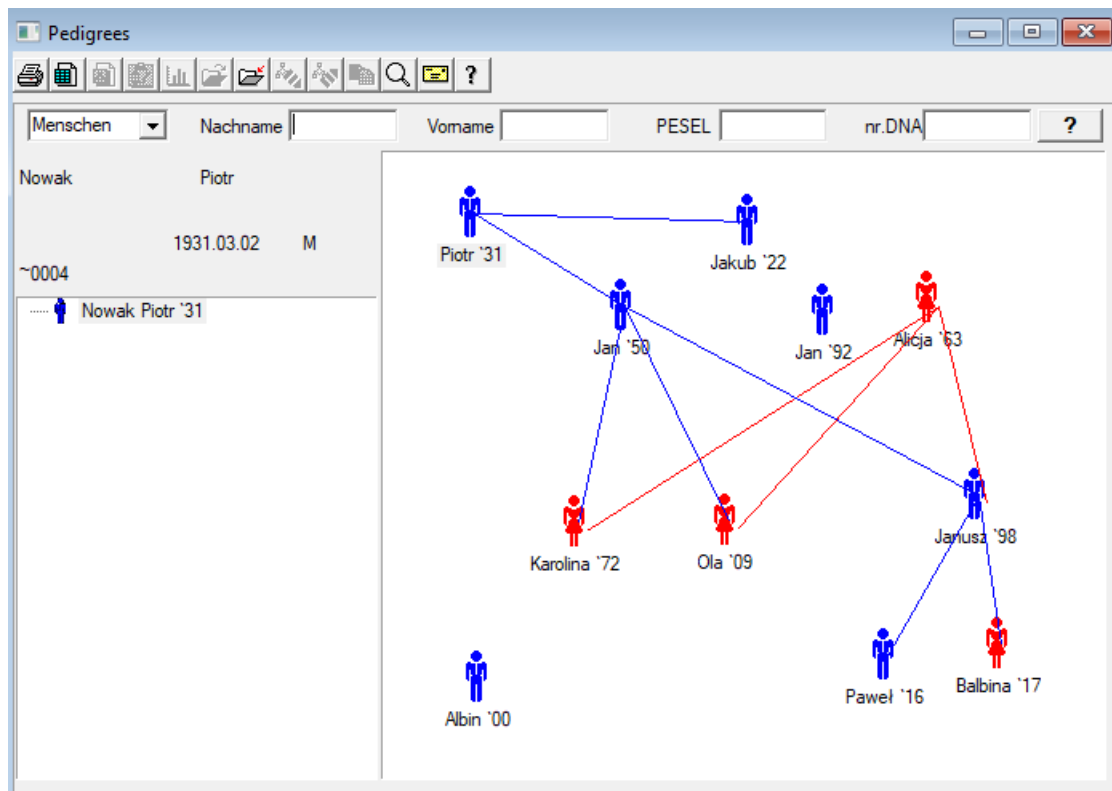 Pedigrees
?
Menschen Nachname Vorname PESEL nr.DNA ?
Nowak Piotr
1931.03.02 M
~0004
Nowak Piotr `31
Piotr `31
Jakub `22
Jan `50
Jan `92
Alicja `63
Karolina `72
Ola `09
Janusz `98
Albin `00
Paweł `16
Balbina `17